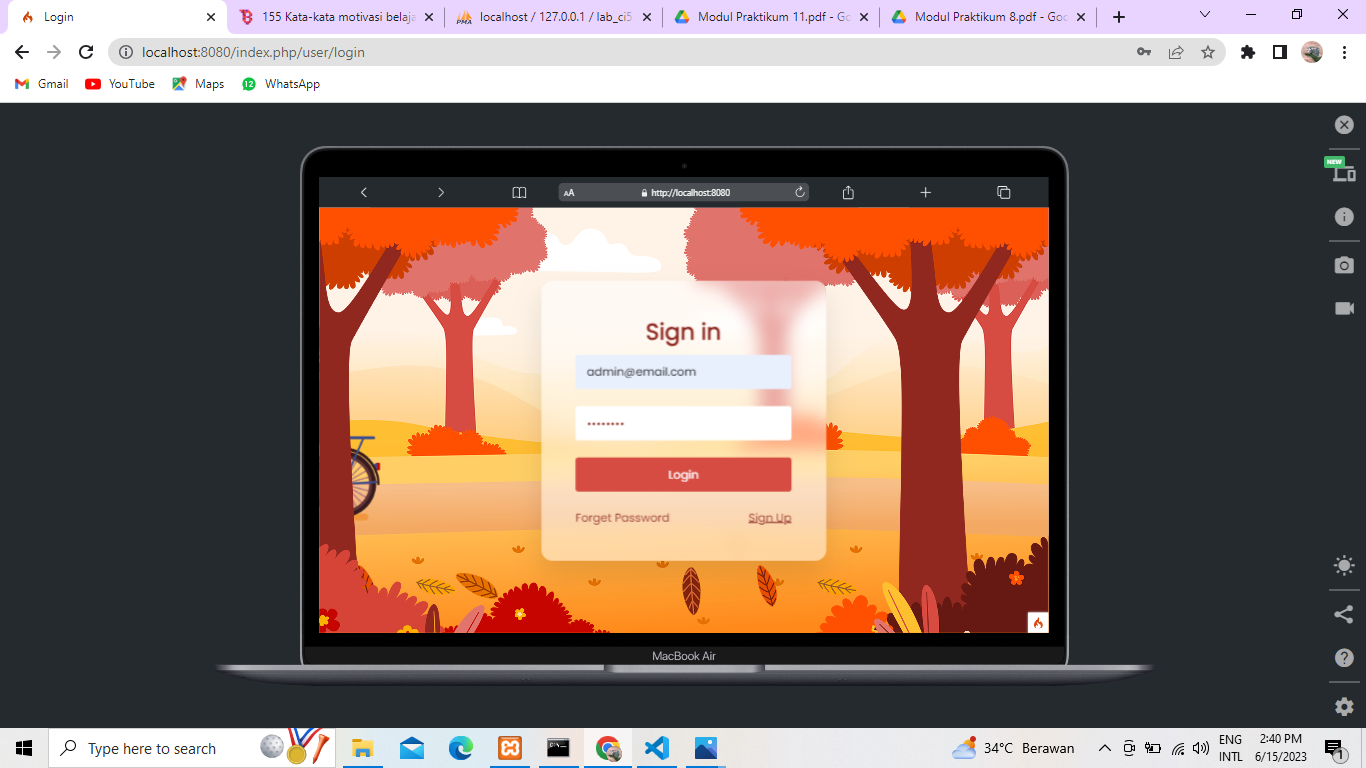 Login
155 Kata-kata motivasi belaja
localhost / 127.0.0.1 / lab_ci5
Modul Praktikum 11.pdf - Go
Modul Praktikum 8.pdf - Goo
localhost:8080/index.php/user/login
Gmail
YouTube
Maps
12
WhatsApp
NEW
AA
http://localhost:8080
Sign in
admin@email.com
Login
Forget Password
Sign Up
MacBook Air
Type here to search
34°C Berawan
ENG
INTL
2:40 PM
6/15/2023
1